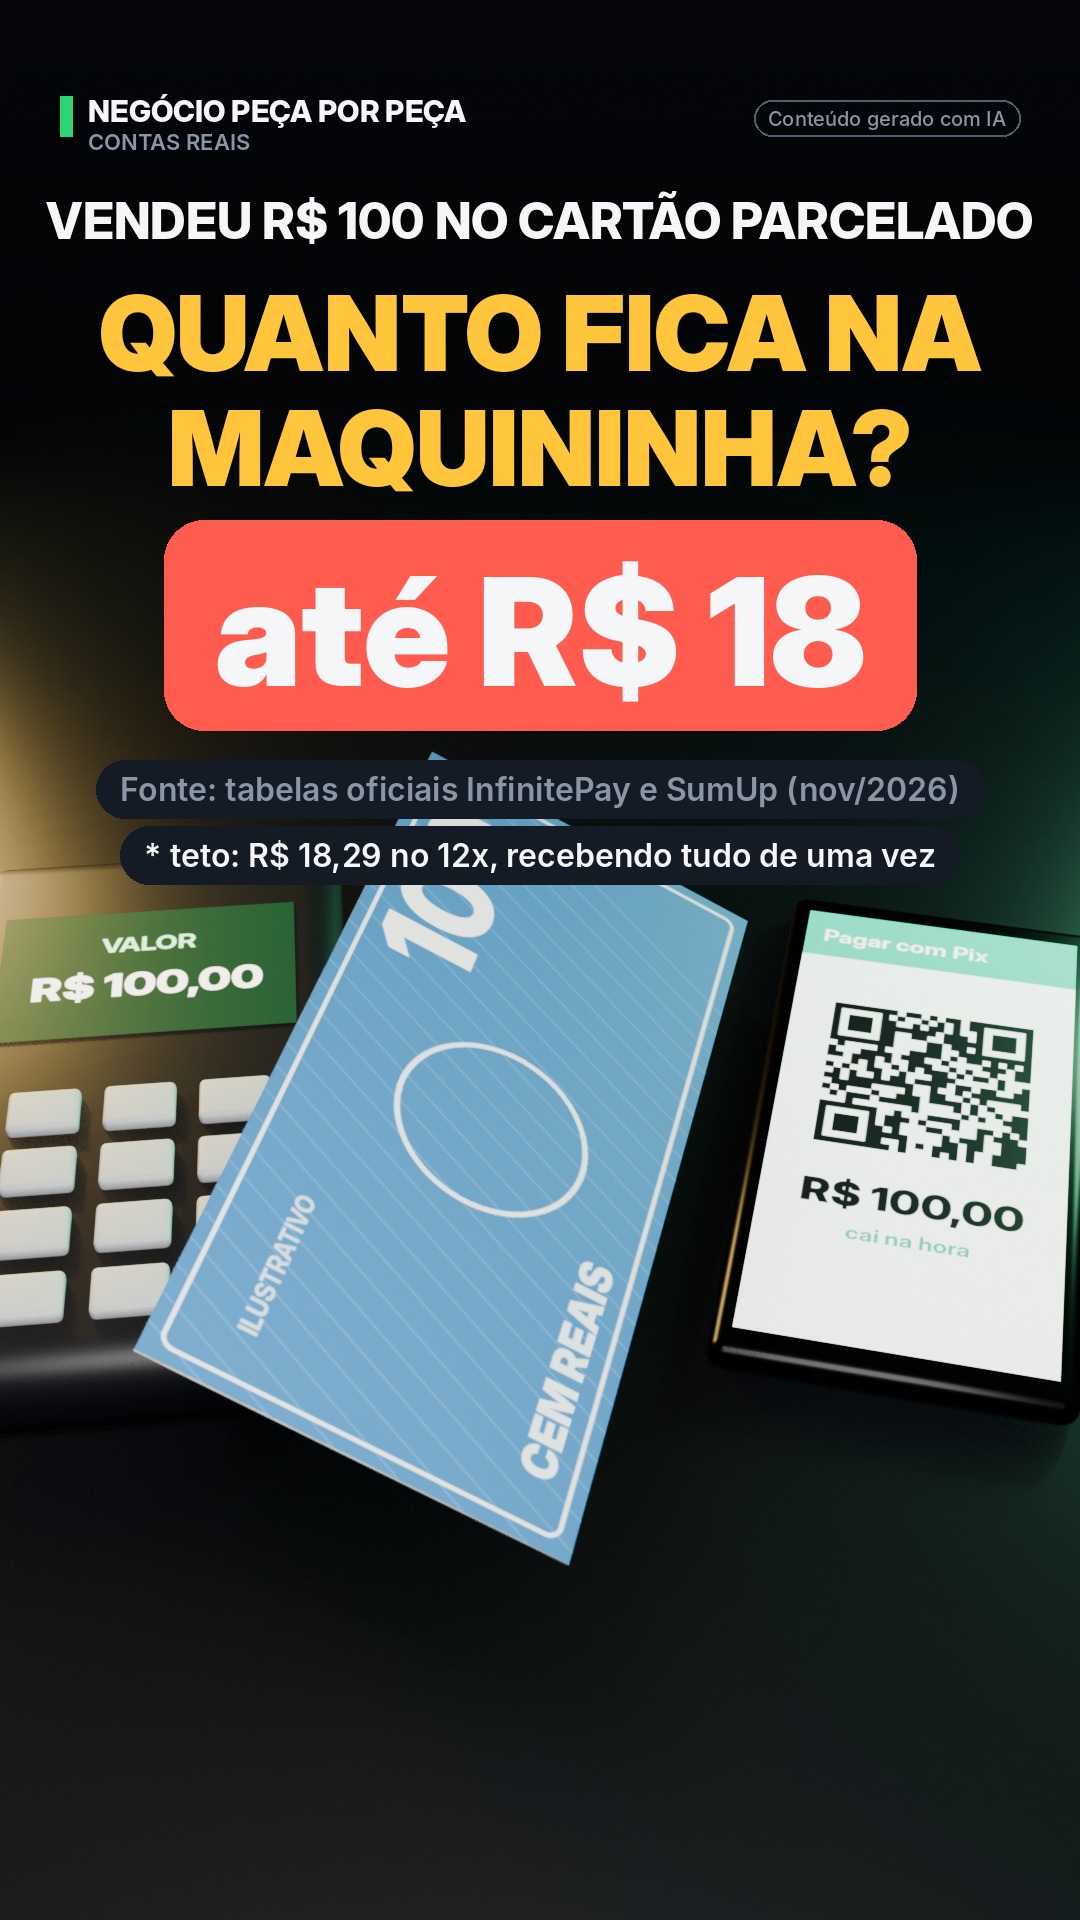 NEGÓCIO PEÇA POR PEÇA
CONTAS REAIS
Conteúdo gerado com IA
VENDEU R$ 100 NO CARTÃO PARCELADO
QUANTO FICA NA
MAQUININHA?
até R$ 18
Fonte: tabelas oficiais InfinitePay e SumUp (nov/2026)
* teto: R$ 18,29 no 12x, recebendo tudo de uma vez
VALOR
R$ 100,00
10
ILUSTRATIVO
CEM REAIS
Pagar com Pix
R$ 100,00
cai na hora